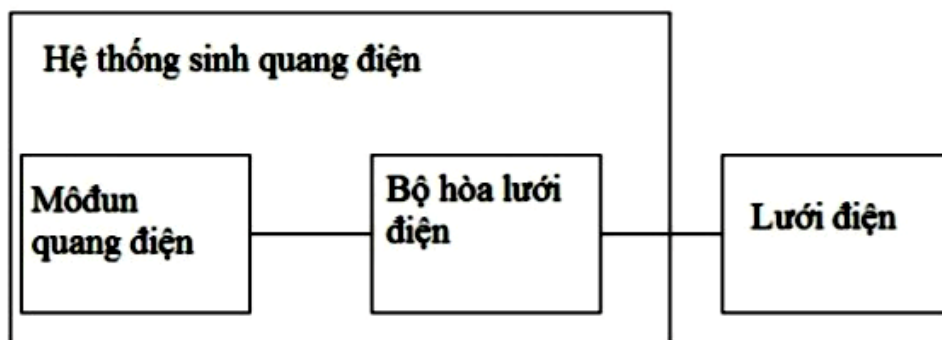 Hệ thống sinh quang điện
Môđun
quang điện
Bộ hòa lưới
điện
Lưới điện